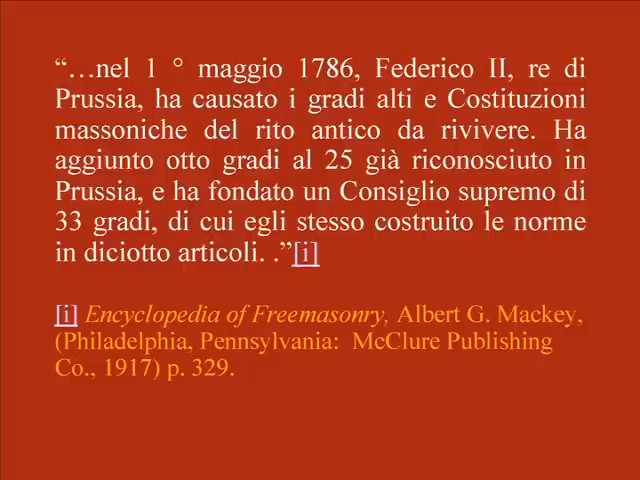 “…nel 1 ° maggio 1786, Federico II, re di
Prussia, ha causato i gradi alti e Costituzioni
massoniche del rito antico da rivivere. Ha
aggiunto otto gradi al 25 già riconosciuto in
Prussia, e ha fondato un Consiglio supremo di
33 gradi, di cui egli stesso costruito le norme
in diciotto articoli. .”[i]
[i] Encyclopedia of Freemasonry, Albert G. Mackey,
(Philadelphia, Pennsylvania: McClure Publishing
Co., 1917) p. 329.